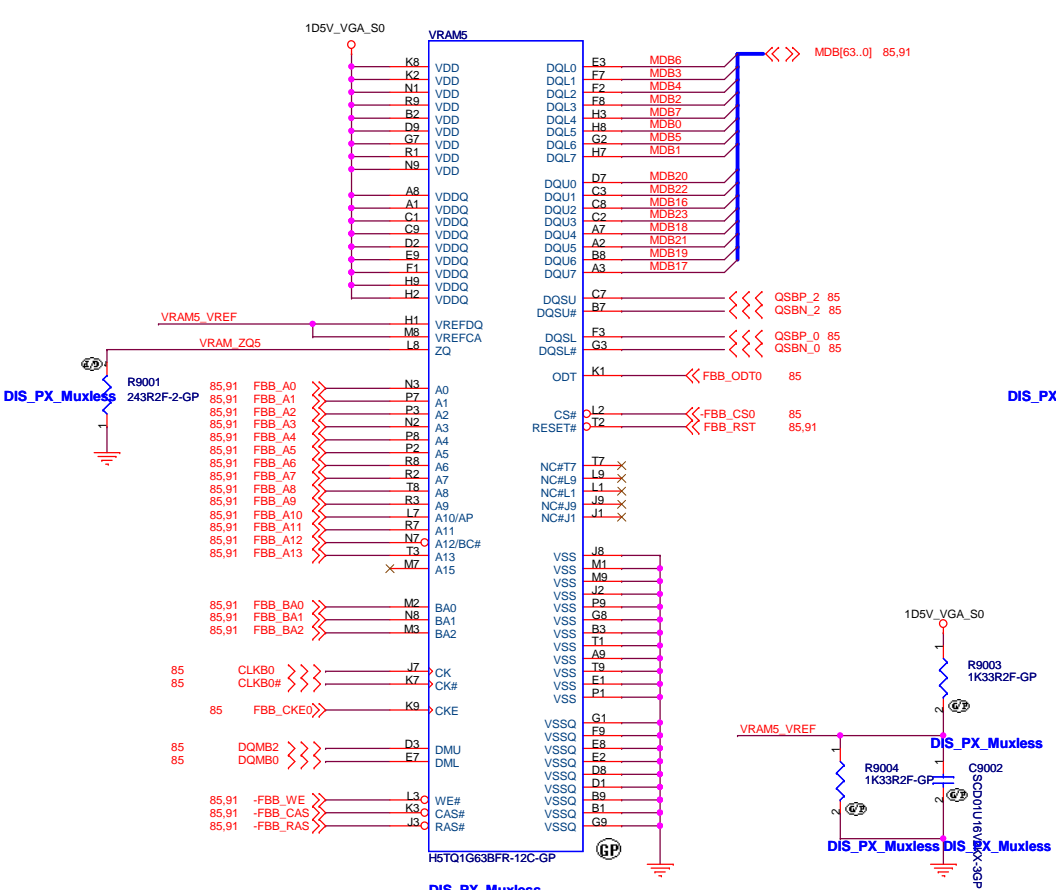 1D5V_VGA_S0
VRAM5
K8 VDD
K2 VDD
N1 VDD
R9 VDD
B2 VDD
D9 VDD
G7 VDD
R1 VDD
N9 VDD
A8 VDDQ
A1 VDDQ
C1 VDDQ
C9 VDDQ
D2 VDDQ
E9 VDDQ
F1 VDDQ
H9 VDDQ
H2 VDDQ
VRAM5_VREF H1 VREFDQ
M8 VREFCA
VRAM_ZQ5 L8 ZQ
R9001
243R2F-2-GP
DIS_PX_Muxless
1
85,91 FBB_A0 N3 A0
85,91 FBB_A1 P7 A1
85,91 FBB_A2 P3 A2
85,91 FBB_A3 N2 A3
85,91 FBB_A4 P8 A4
85,91 FBB_A5 P2 A5
85,91 FBB_A6 R8 A6
85,91 FBB_A7 R2 A7
85,91 FBB_A8 T8 A8
85,91 FBB_A9 R3 A9
85,91 FBB_A10 L7 A10/AP
85,91 FBB_A11 R7 A11
85,91 FBB_A12 N7 A12/BC#
85,91 FBB_A13 T3 A13
M7 A15
85,91 FBB_BA0 M2 BA0
85,91 FBB_BA1 N8 BA1
85,91 FBB_BA2 M3 BA2
85 CLKB0 J7 CK
85 CLKB0# K7 CK#
85 FBB_CKE0 K9 CKE
85 DQMB2 D3 DMU
85 DQMB0 E7 DML
85,91 -FBB_WE L3 WE#
85,91 -FBB_CAS K3 CAS#
85,91 -FBB_RAS J3 RAS#
H5TQ1G63BFR-12C-GP
GP
DIS_PX_Muxless
MDB[63..0] 85,91
DQL0 E3 MDB6
DQL1 F7 MDB3
DQL2 F2 MDB4
DQL3 F8 MDB2
DQL4 H3 MDB7
DQL5 H8 MDB0
DQL6 G2 MDB5
DQL7 H7 MDB1
DQU0 D7 MDB20
DQU1 C3 MDB22
DQU2 C8 MDB16
DQU3 C2 MDB23
DQU4 A7 MDB18
DQU5 A2 MDB21
DQU6 B8 MDB19
DQU7 A3 MDB17
DQSU C7 QSBP_2 85
DQSU# B7 QSBN_2 85
DQSL F3 QSBP_0 85
DQSL# G3 QSBN_0 85
ODT K1 FBB_ODT0 85
CS# L2 -FBB_CS0 85
RESET# T2 FBB_RST 85,91
NC#T7 T7
NC#L9 L9
NC#L1 L1
NC#J9 J9
NC#J1 J1
VSS J8
VSS M1
VSS M9
VSS J2
VSS P9
VSS G8
VSS B3
VSS T1
VSS A9
VSS T9
VSS E1
VSS P1
VSSQ G1
VSSQ F9
VSSQ E8
VSSQ E2
VSSQ D8
VSSQ D1
VSSQ B9
VSSQ B1
VSSQ G9
DIS_PX
1D5V_VGA_S0
1
R9003
1K33R2F-GP
2
VRAM5_VREF
DIS_PX_Muxless
1
R9004
1K33R2F-GP
2
1
C9002
2
DIS_PX_Muxless
DIS_PX_Muxless